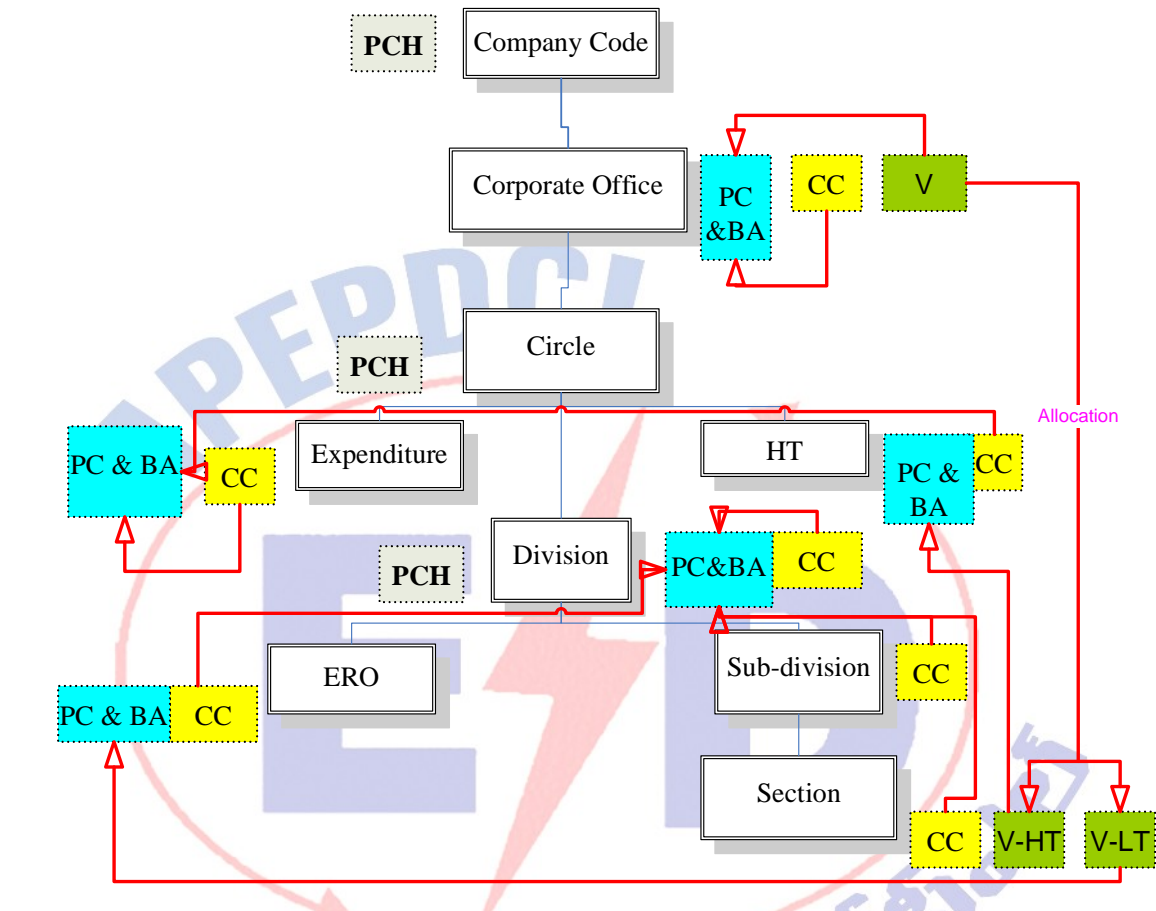 PCH
Company Code
Corporate Office
PC
&BA
CC
V
APEPDCL
PCH
Circle
Allocation
PC & BA
CC
Expenditure
HT
PC &
BA
CC
PCH
Division
PC&BA
CC
ERO
Sub-division
CC
PC & BA
CC
Section
CC
V-HT
V-LT
E
D